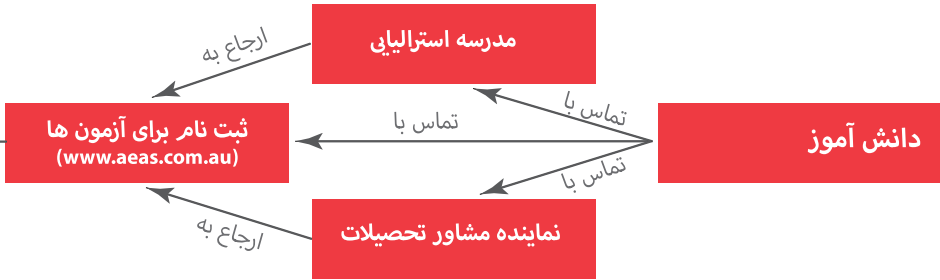 دانش آموز
تماس با
مدرسه استرالیایی
ارجاع به
تماس با
ثبت نام برای آزمون ها
(www.aeas.com.au)
تماس با
نماینده مشاور تحصیلات
ارجاع به